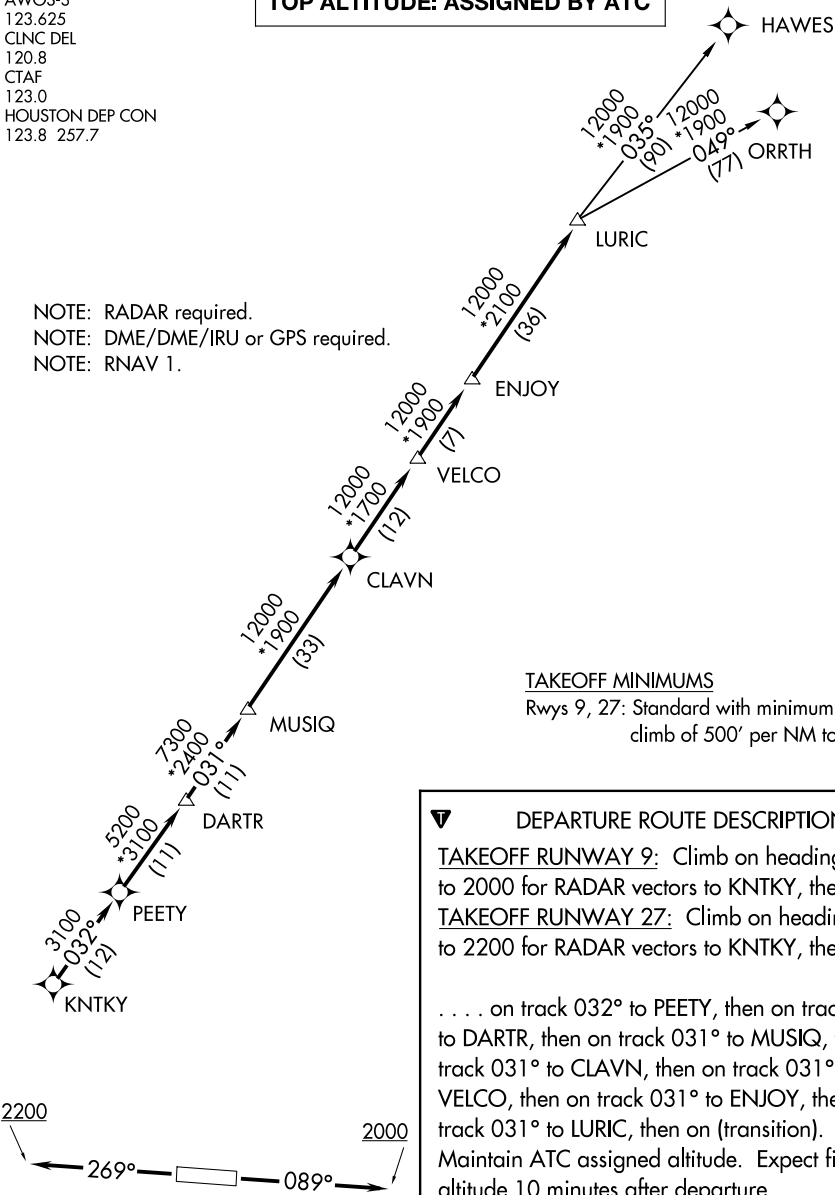 AWOS-3
123.625
CLNC DEL
120.8
CTAF
123.0
HOUSTON DEP CON
123.8 257.7
TOP ALTITUDE: ASSIGNED BY ATC
HAWES
12000
*1900
035°
(90)
12000
*1900
049°
(77)
ORRTH
LURIC
NOTE: RADAR required.
NOTE: DME/DME/IRU or GPS required.
NOTE: RNAV 1.
12000
*2100
(36)
ENJOY
12000
*1900
(7)
VELCO
12000
*1700
(12)
CLAVN
12000
*1900
(33)
MUSIQ
7300
*2400
031°
(11)
DARTR
5200
*3100
(11)
PEETY
3100
032°
(12)
KNTKY
TAKEOFF MINIMUMS
Rwys 9, 27: Standard with minimum
climb of 500' per NM to
T DEPARTURE ROUTE DESCRIPTION
TAKEOFF RUNWAY 9: Climb on heading
to 2000 for RADAR vectors to KNTKY, the
TAKEOFF RUNWAY 27: Climb on headin
to 2200 for RADAR vectors to KNTKY, the
. . . . on track 032° to PEETY, then on trac
to DARTR, then on track 031° to MUSIQ,
track 031° to CLAVN, then on track 031°
VELCO, then on track 031° to ENJOY, the
track 031° to LURIC, then on (transition).
Maintain ATC assigned altitude. Expect fi
altitude 10 minutes after departure
2200
269°
089°
2000